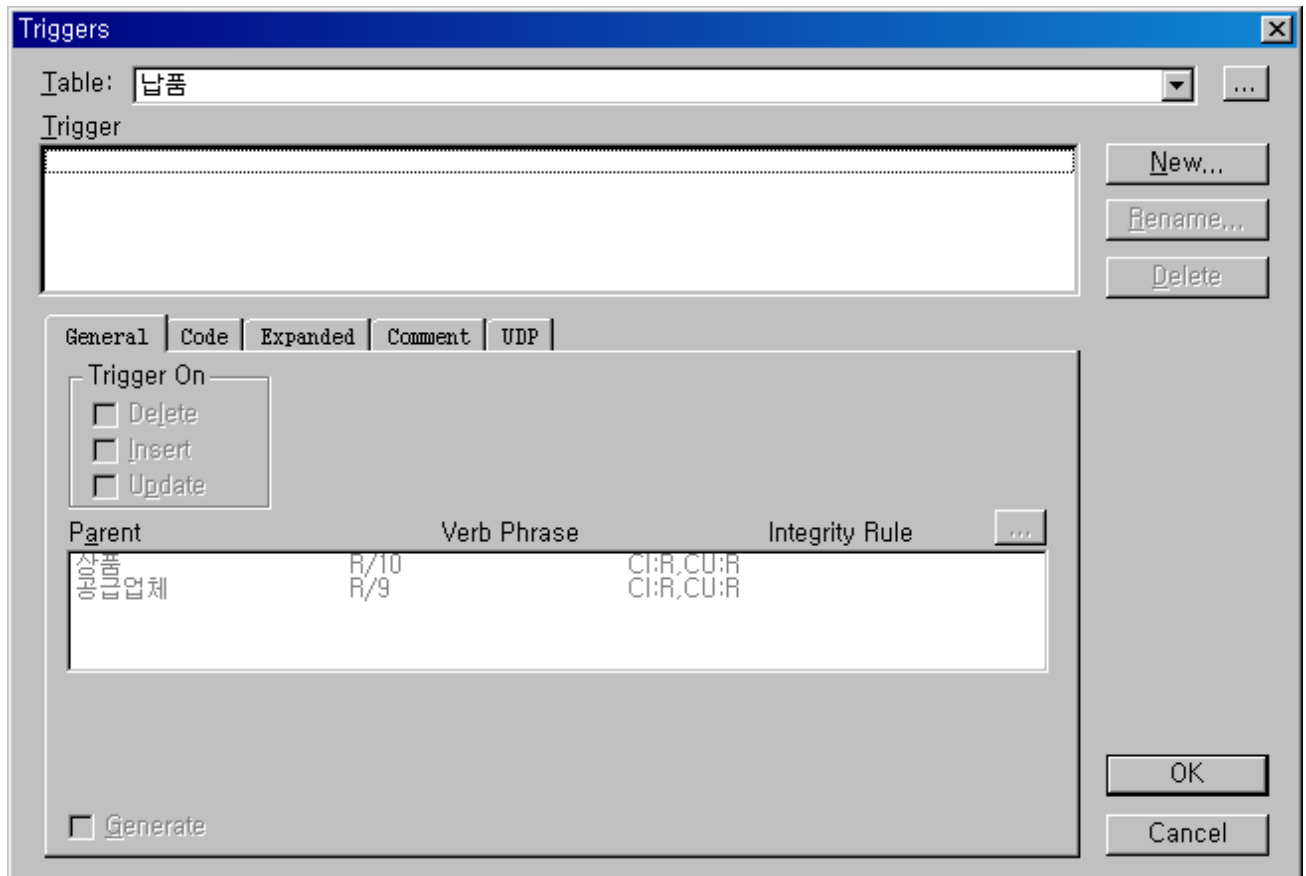 Triggers
Table: 납품 ...
Trigger
New...
Rename...
Delete
General Code Expanded Comment UDP
Trigger On
Delete
Insert
Update
Parent Verb Phrase Integrity Rule ...
상품 R/10 CI:R,CU:R
공급업체 R/9 CI:R,CU:R
OK
Generate
Cancel